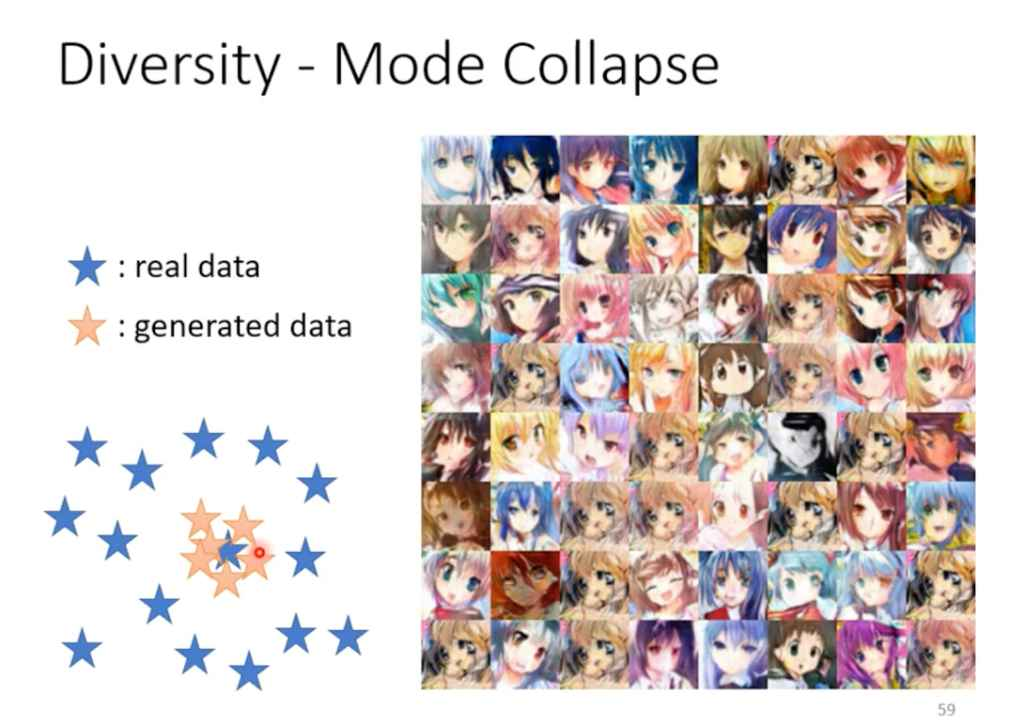 Diversity - Mode Collapse
: real data
: generated data
59